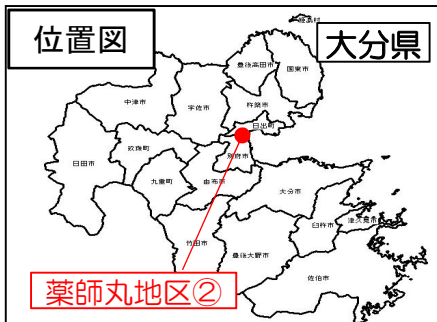 位置図
大分県
姫島村
豊後高田市
国東市
中津市
宇佐市
杵築市
日出町
日田市
玖珠町
別府市
九重町
由布市
大分市
臼杵市
津久見市
竹田市
豊後大野市
佐伯市
薬師丸地区②